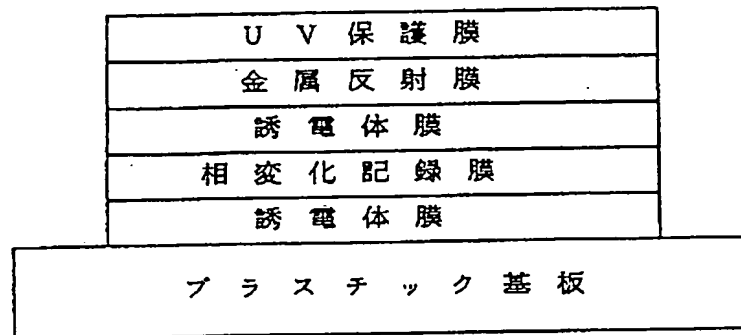 UV保護膜
金属反射膜
誘電体膜
相変化記録膜
誘電体膜
プラスチック基板